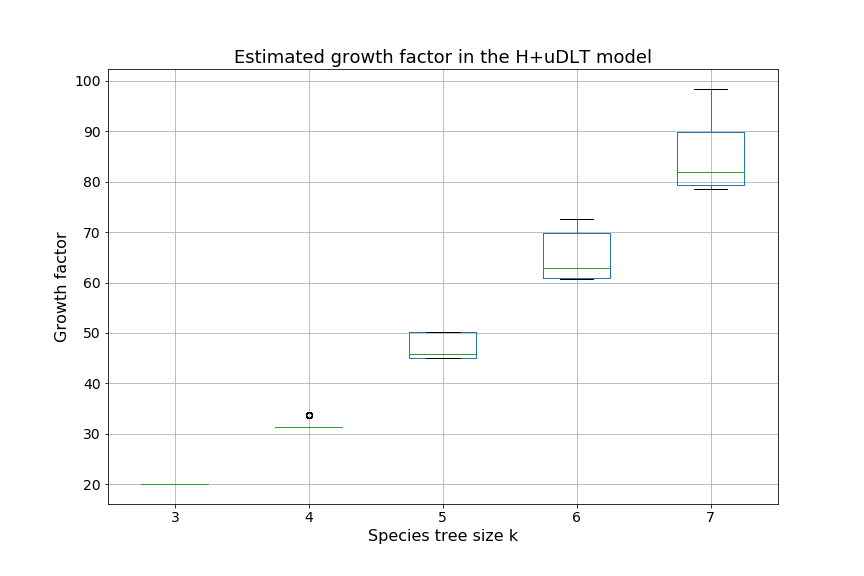 Estimated growth factor in the H+uDLT model
100
90
80
70
60
50
40
30
20
Growth factor
3 4 5 6 7
Species tree size k